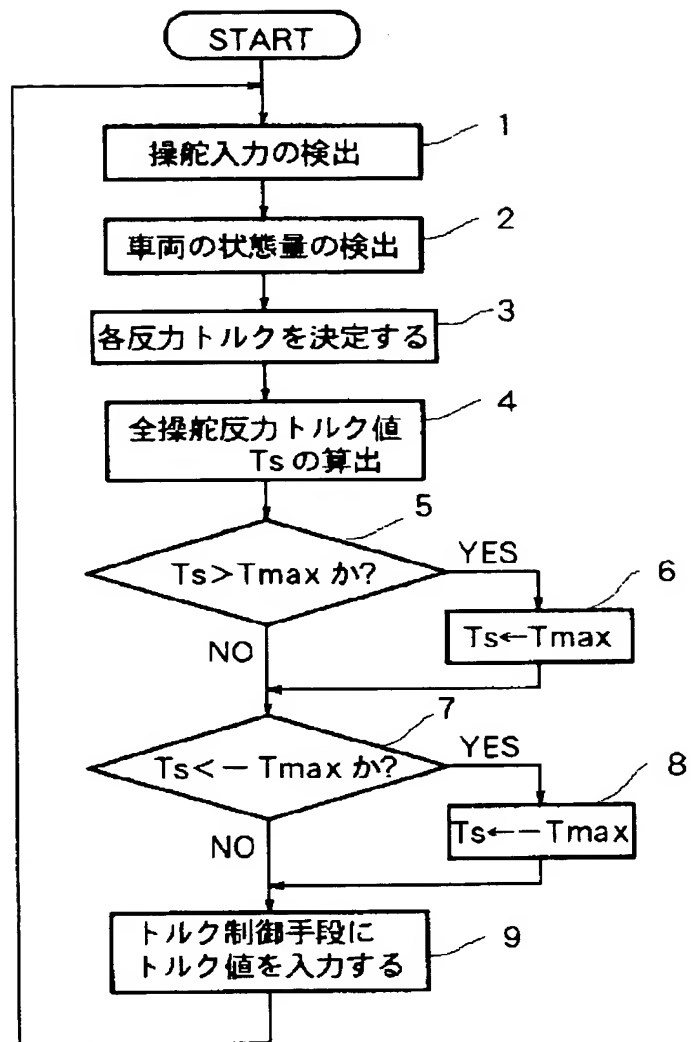 START
1
操舵入力の検出
2
車両の状態量の検出
3
各反力トルクを決定する
4
全操舵反力トルク値
Tsの算出
5
Ts>Tmaxか?
YES
6
Ts←Tmax
NO
7
Ts<−Tmaxか?
YES
8
Ts←−Tmax
NO
9
トルク制御手段に
トルク値を入力する